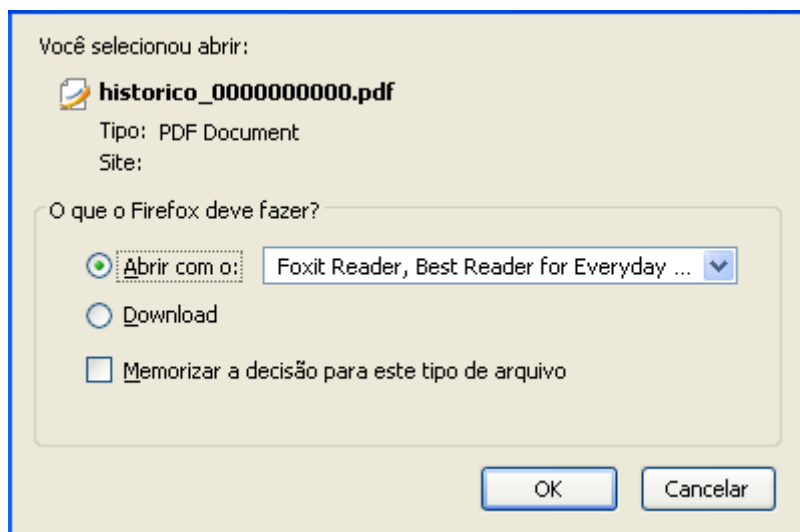 Você selecionou abrir:
historico_0000000000.pdf
Tipo: PDF Document
Site:
O que o Firefox deve fazer?
Abrir com o: Foxit Reader, Best Reader for Everyday ...
Download
Memorizar a decisão para este tipo de arquivo
OK Cancelar